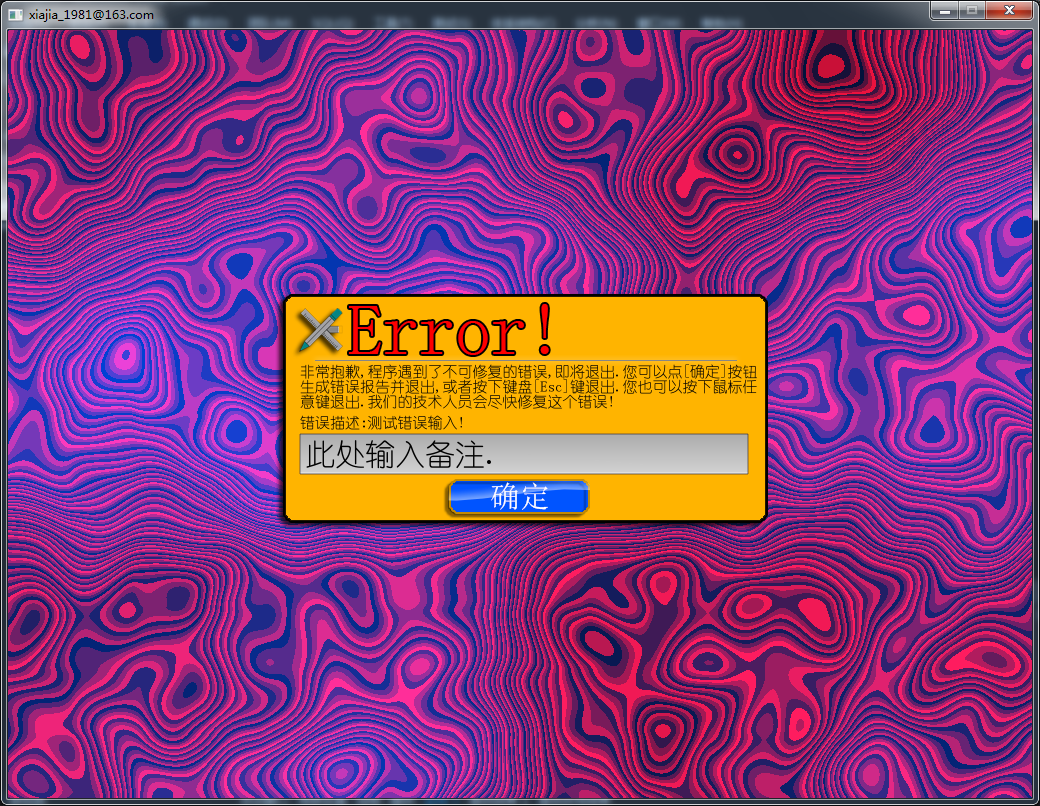 xiajia_1981@163.com
Error!
非常抱歉,程序遇到了不可修复的错误,即将退出.您可以点[确定]按钮
生成错误报告并退出,或者按下键盘[Esc]键退出.您也可以按下鼠标任
意键退出.我们的技术人员会尽快修复这个错误!
错误描述:测试错误输入!
此处输入备注.
确定